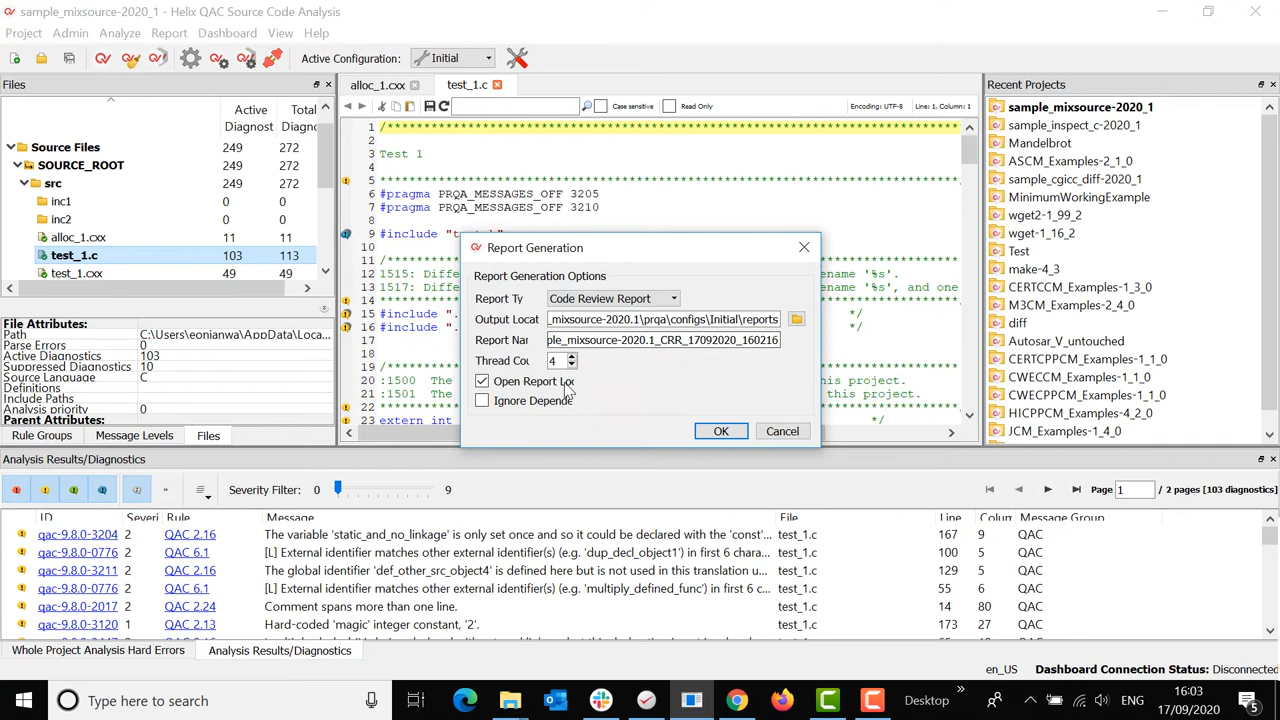 sample_mixsource-2020_1 - Helix QAC Source Code Analysis
Project Admin Analyze Report Dashboard View Help
Active Configuration: Initial
Files
Active Diagnost
Total Diagno
Source Files 249 272
SOURCE_ROOT 249 272
src 249 272
inc1 0 0
inc2 0 0
alloc_1.cxx 11 11
test_1.c 103 113
test_1.cxx 49 49
File Attributes
Path C:\Users\eonianwa\AppData\Loca...
Parse Errors 0
Active Diagnostics 103
Suppressed Diagnostics 10
Source Language C
Definitions
Include Paths
Analysis priority 0
Parent Attributes:
Rule Groups Message Levels Files
alloc_1.cxx test_1.c
Case sensitive Read Only Encoding: UTF-8 Line: 1, Column: 1
1
2
3 Test 1
4
5
6 #pragma PRQA_MESSAGES_OFF 3205
7 #pragma PRQA_MESSAGES_OFF 3210
8
9 #include
10
11
12 1515: Diffe ename '%s'.
13 1517: Diffe ename '%s', and one
14
15 #include ". */
16 #include ". */
17
18
19
20 :1500 The this project.
21 :1501 The this project.
22
23 extern int */
Report Generation
Report Generation Options
Report Ty Code Review Report
Output Locat _mixsource-2020.1\prqa\configs\Initial\reports
Report Nar ple_mixsource-2020.1_CRR_17092020_160216
Thread Cou 4
Open Report Loc
Ignore Depende
OK Cancel
Recent Projects
sample_mixsource-2020_1
sample_inspect_c-2020_1
Mandelbrot
ASCM_Examples-2_1_0
sample_cgicc_diff-2020_1
MinimumWorkingExample
wget2-1_99_2
wget-1_16_2
Test
make-4_3
CERTCCM_Examples-1_3_0
M3CM_Examples-2_1_0
diff
Autosar_V_untouched
CERTCPPCM_Examples-1_3_0
CWECCM_Examples-1_3_0
CWECPPCM_Examples-1_3_0
HICPPCM_Examples-4_2_0
JCM_Examples-1_4_0
Analysis Results/Diagnostics
Severity Filter: 0 9
Page 1 / 2 pages [103 diagnostics]
ID Severi Rule Message File Line Colum Message Group
qac-9.8.0-3204 2 QAC 2.16 The variable 'static_and_no_linkage' is only set once and so it could be declared with the 'const'... test_1.c 167 9 QAC
qac-9.8.0-0776 2 QAC 6.1 [L] External identifier matches other external identifier(s) (e.g. 'dup_decl_object1') in first 6 chara... test_1.c 100 5 QAC
qac-9.8.0-3211 2 QAC 2.16 The global identifier 'def_other_src_object4' is defined here but is not used in this translation u... test_1.c 129 5 QAC
qac-9.8.0-0776 2 QAC 6.1 [L] External identifier matches other external identifier(s) (e.g. 'multiply_defined_func') in first 6 c... test_1.c 55 6 QAC
qac-9.8.0-2017 2 QAC 2.24 Comment spans more than one line. test_1.c 14 80 QAC
qac-9.8.0-3120 1 QAC 2.13 Hard-coded 'magic' integer constant, '2'. test_1.c 173 27 QAC
Whole Project Analysis Hard Errors Analysis Results/Diagnostics
en_US Dashboard Connection Status: Disconnected
Type here to search
Desktop
ENG
16:03
17/09/2020
5